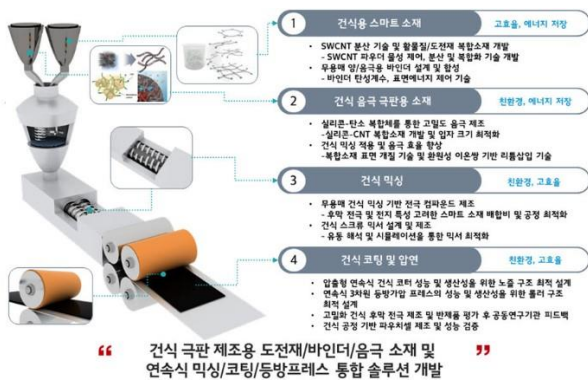 1 건식용 스마트 소재 고효율, 에너지 저장
• SWCNT 분산 기술 및 활물질/도전재 복합소재 개발
- SWCNT 파우더 물성 제어, 분산 및 복합화 기술 개발
• 무용매 양/음극용 바인더 설계 및 합성
- 바인더 탄성계수, 표면에너지 제어 기술
2 건식 음극 극판용 소재 친환경, 에너지 저장
• 실리콘-탄소 복합체를 통한 고밀도 음극 제조
- 실리콘-CNT 복합소재 개발 및 입자 크기 최적화
• 건식 믹싱 적용 및 음극 효율 향상
- 복합소재 표면 개질 기술 및 환원성 이온쌍 기반 리튬삽입 기술
3 건식 믹싱 친환경, 고효율
• 무용매 건식 믹싱 기반 전극 컴파운드 제조
- 후막 전극 및 전지 특성 고려한 스마트 소재 배합비 및 공정 최적화
• 건식 스크류 믹서 설계 및 제조
- 유동 해석 및 시뮬레이션을 통한 믹서 최적화
4 건식 코팅 및 압연 친환경, 고효율
• 압출형 연속식 건식 코터 성능 및 생산성을 위한 노즐 구조 최적 설계
• 연속식 3차원 등방가압 프레스의 성능 및 생산성을 위한 롤러 구조
최적 설계
• 고밀화 건식 후막 전극 제조 및 반제품 평가 후 공동연구기관 피드백
• 건식 공정 기반 파우치셀 제조 및 성능 검증
“ 건식 극판 제조용 도전재/바인더/음극 소재 및 ”
연속식 믹싱/코팅/등방프레스 통합 솔루션 개발